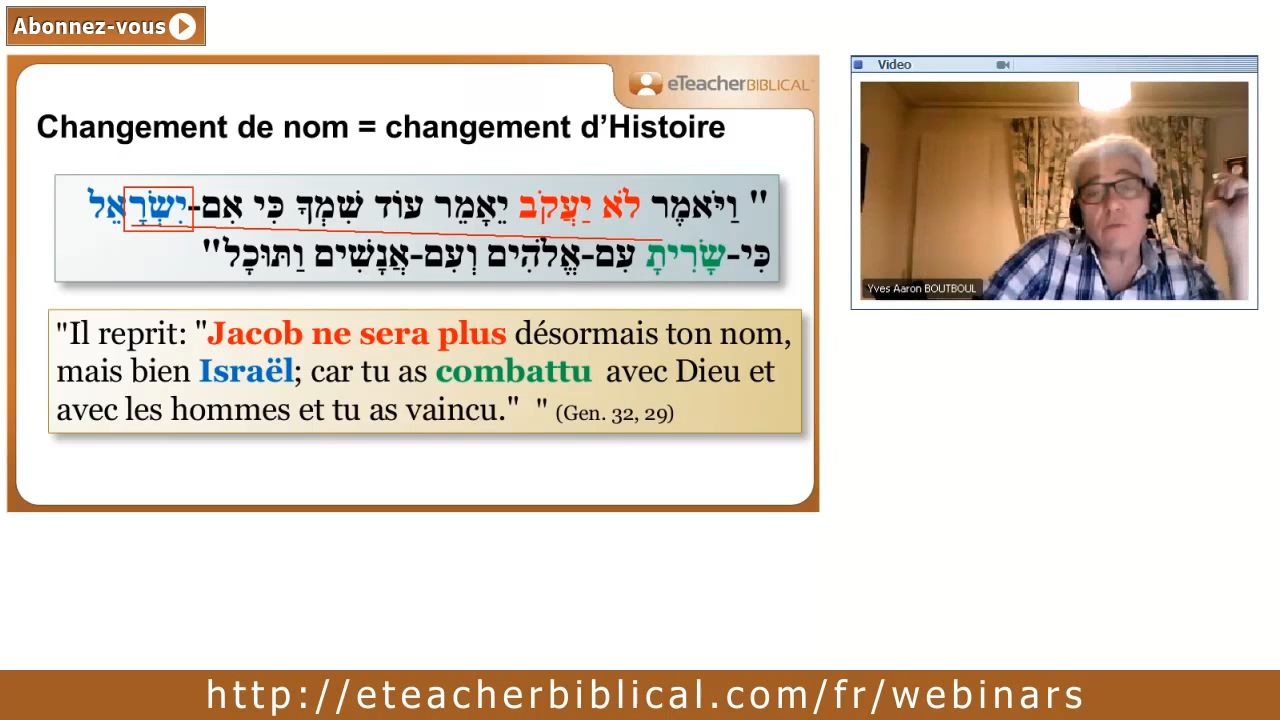 Abonnez-vous
eTeacherBIBLICAL
Changement de nom = changement d’Histoire
" וַיֹּאמֶר לֹא יַעֲקֹב יֵאָמֵר עוֹד שִׁמְךָ כִּי אִם-יִשְׂרָאֵל
כִּי-שָׂרִיתָ עִם-אֱלֹהִים וְעִם-אֲנָשִׁים וַתּוּכָל"
"Il reprit: "Jacob ne sera plus désormais ton nom,
mais bien Israël; car tu as combattu avec Dieu et
avec les hommes et tu as vaincu." " (Gen. 32, 29)
Video
Yves Aaron BOUTBOUL
http://eteacherbiblical.com/fr/webinars